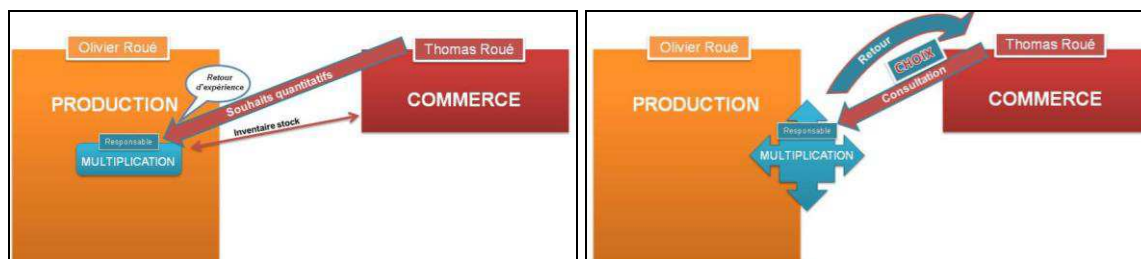 Olivier Roué
Thomas Roué
Retour
d'expérience
PRODUCTION
Souhaits quantitatifs
COMMERCE
Inventaire stock
Responsable
MULTIPLICATION
Olivier Roué
Thomas Roué
Retour
CHOIX
Consultation
PRODUCTION
COMMERCE
Responsable
MULTIPLICATION